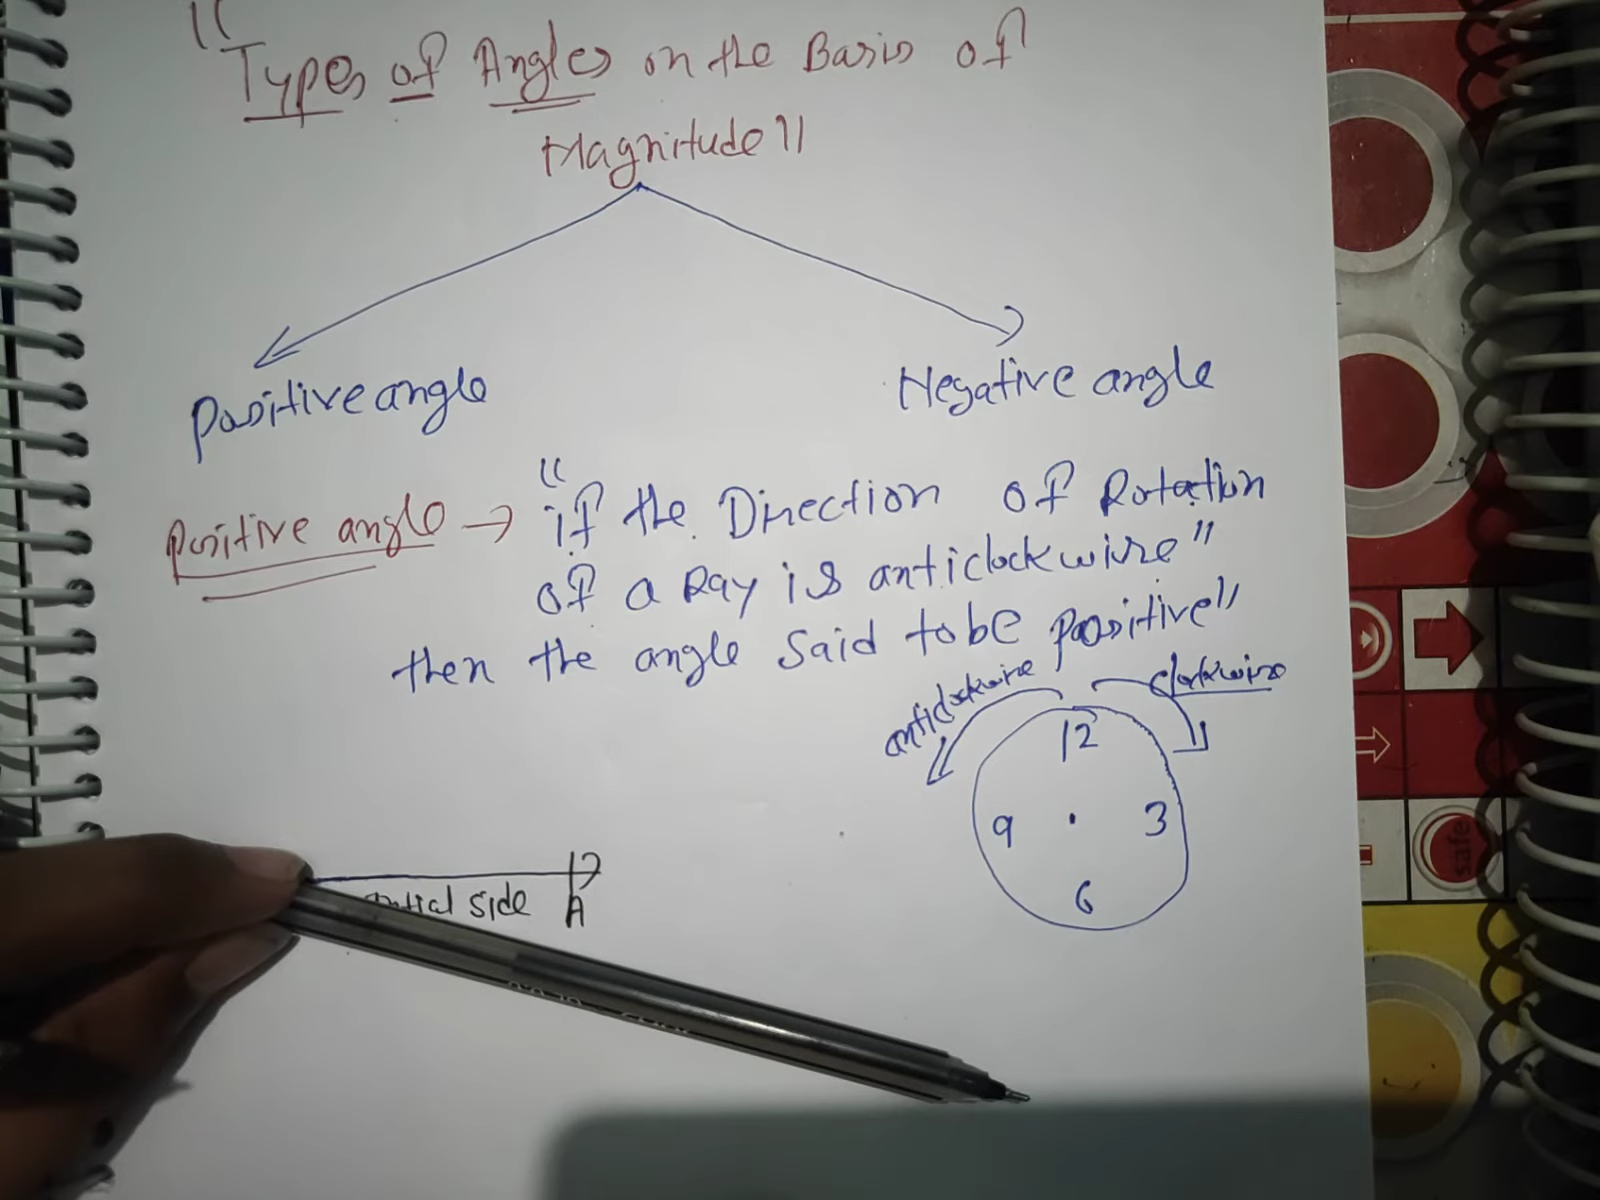 "Types of Angles on the Basis of
Magnitude"
Positive angle
Negative angle
Positive angle → "if the Direction of Rotation
of a Ray is anticlockwise"
then the angle said to be Positive"
anticlockwise
clockwise
12
9
3
6
side
A
safe